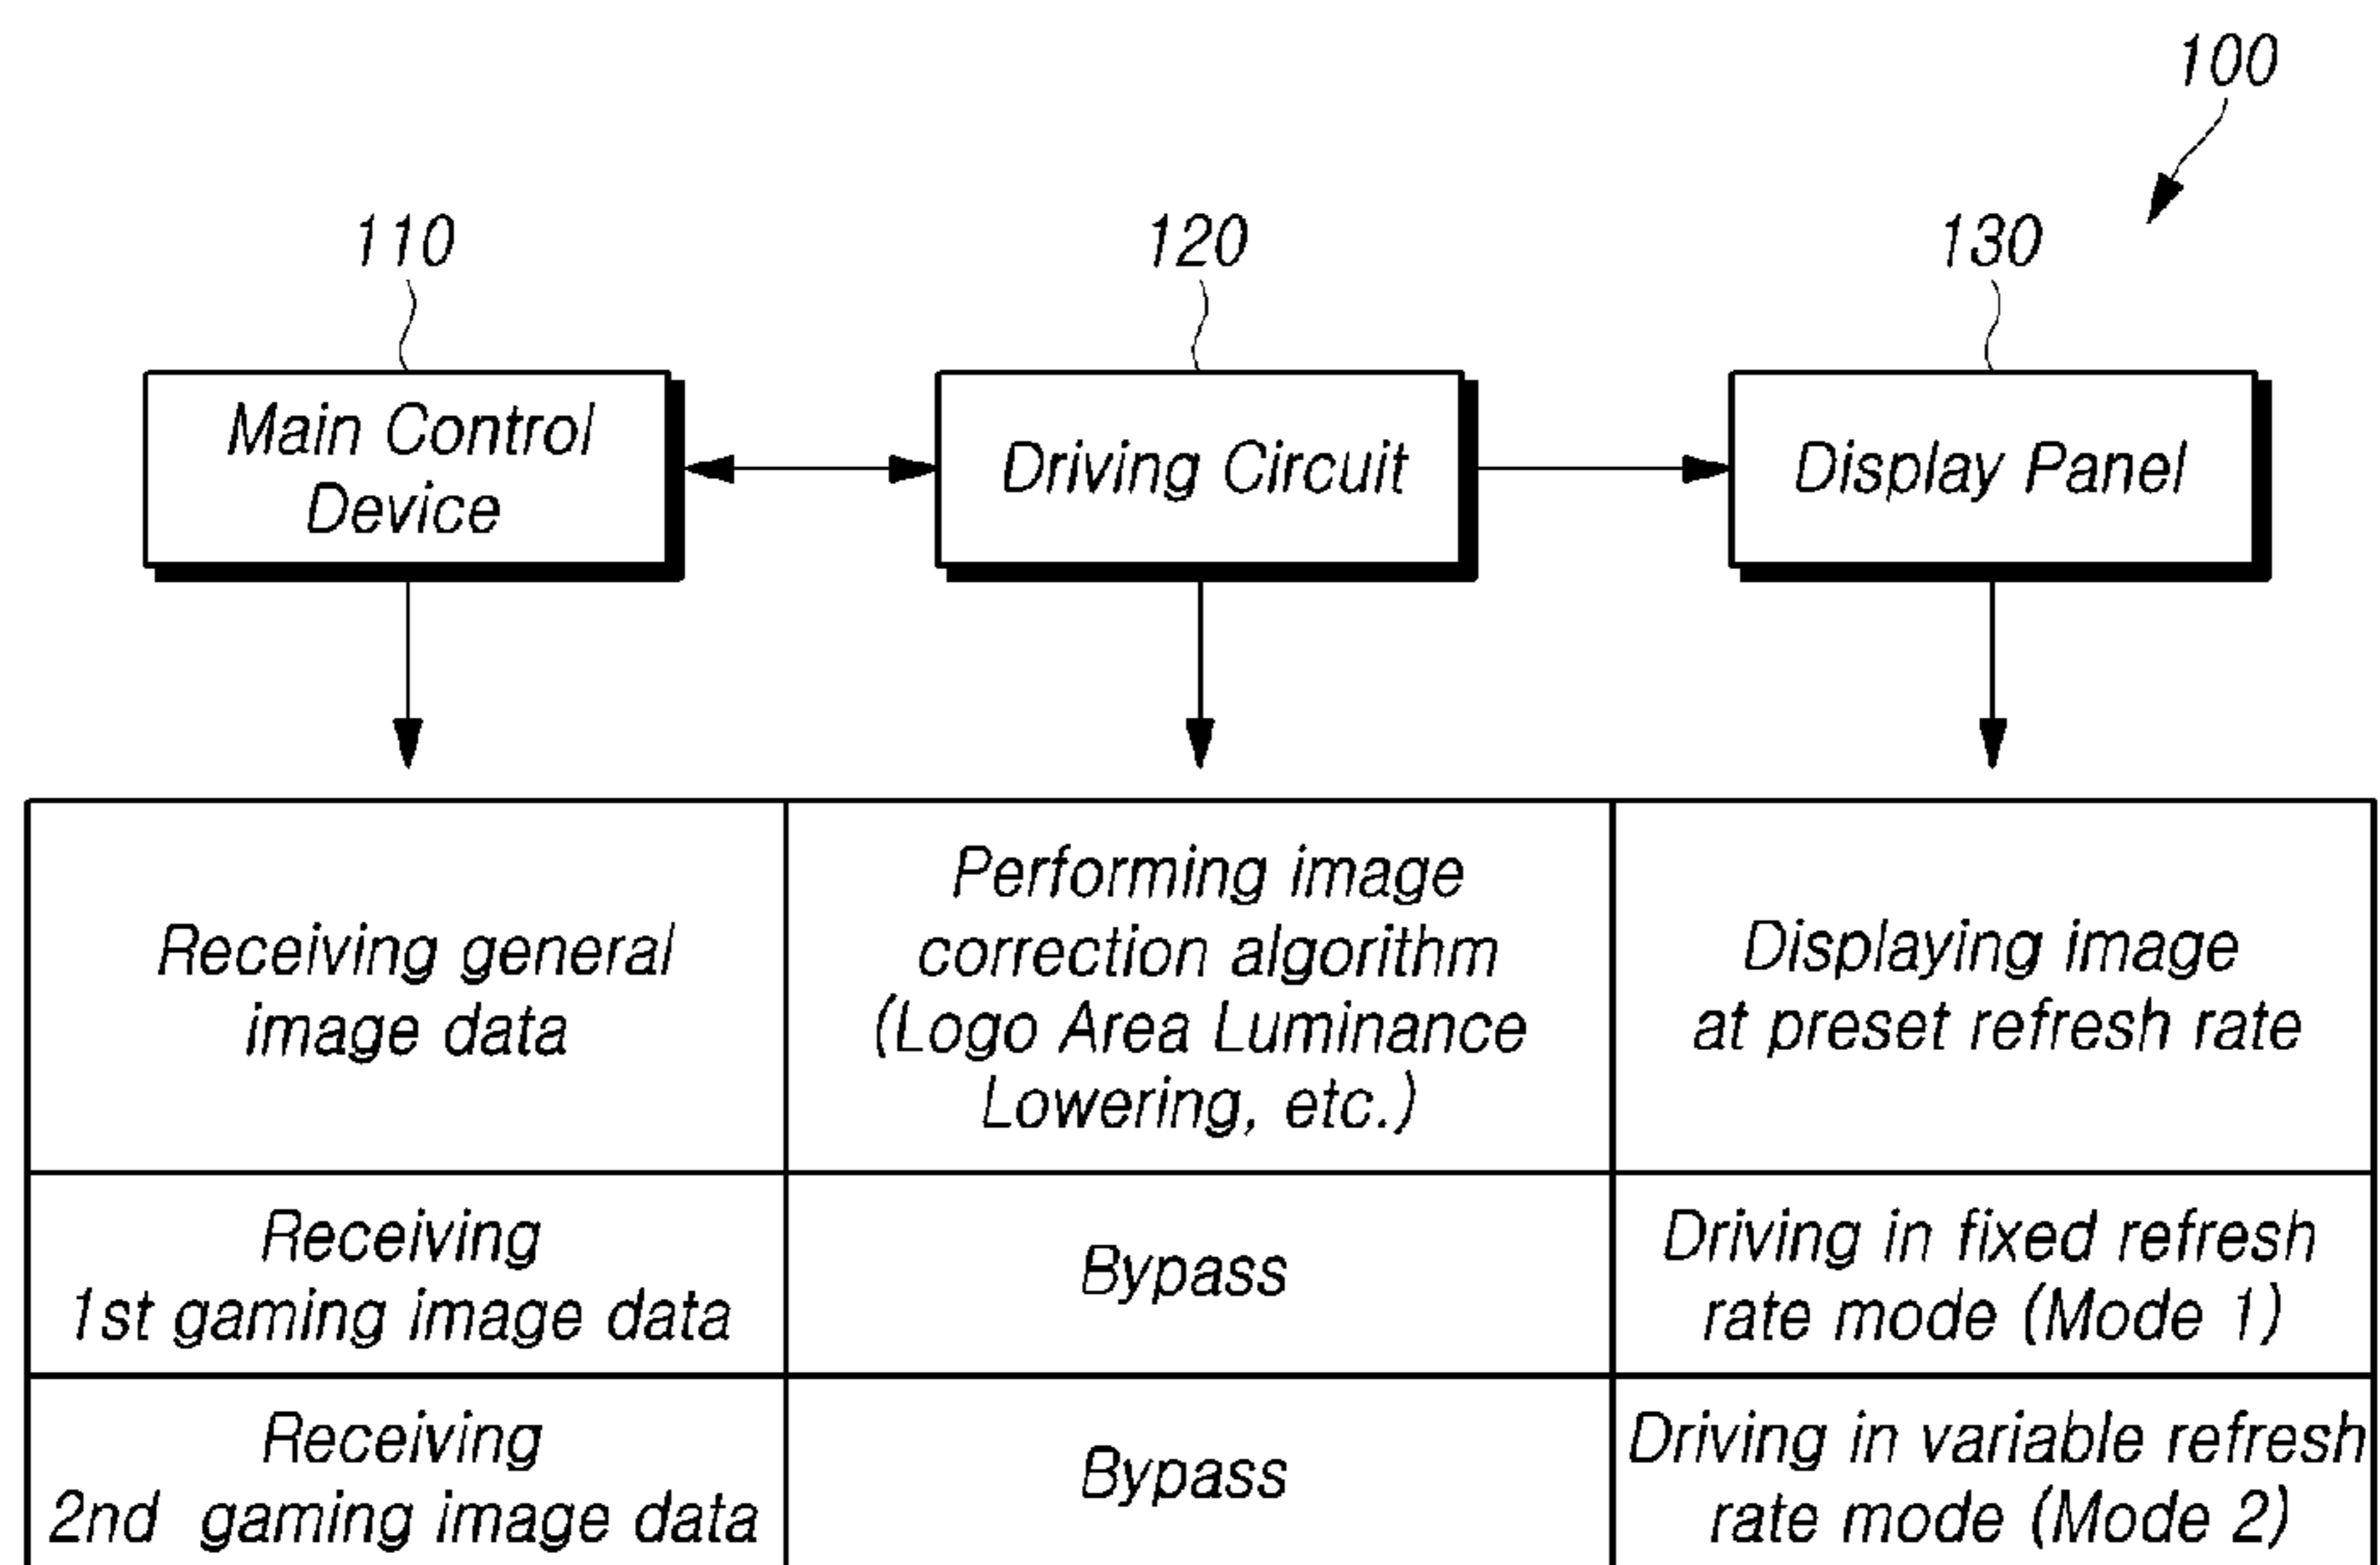 100
110
120
130
Main Control
Device
Driving Circuit
Display Panel
Receiving general
image data
Performing image
correction algorithm
(Logo Area Luminance
Lowering, etc.)
Displaying image
at preset refresh rate
Receiving
1st gaming image data
Bypass
Driving in fixed refresh
rate mode (Mode 1)
Receiving
2nd gaming image data
Bypass
Driving in variable refresh
rate mode (Mode 2)